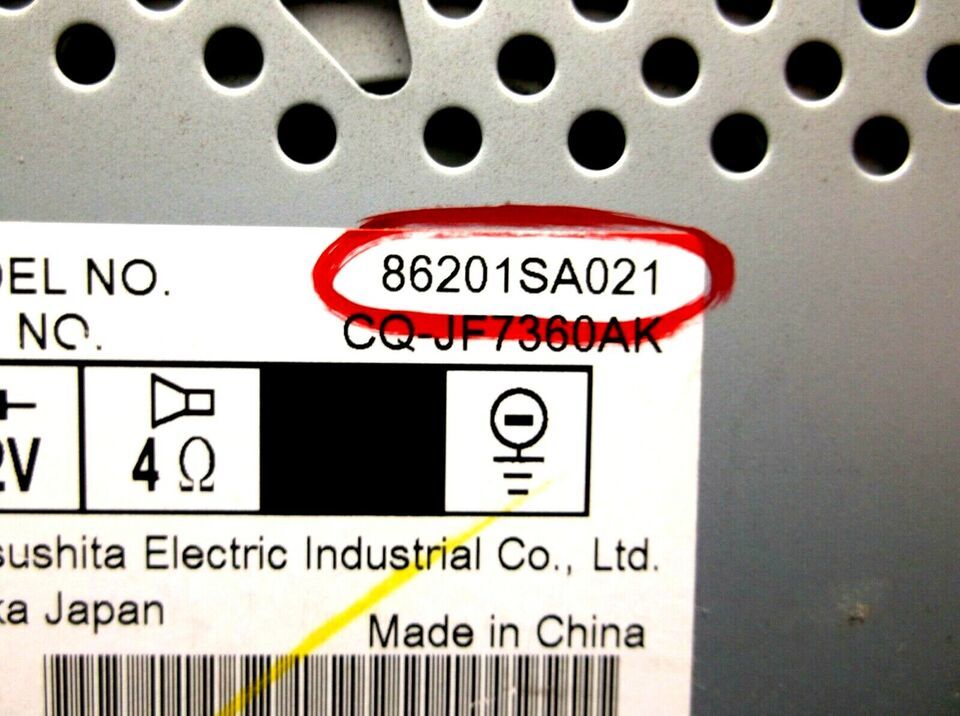 DEL NO. 86201SA021
NO. CQ-JF7360AK
2V 4 Ω
sushita Electric Industrial Co., Ltd.
ka Japan
Made in China